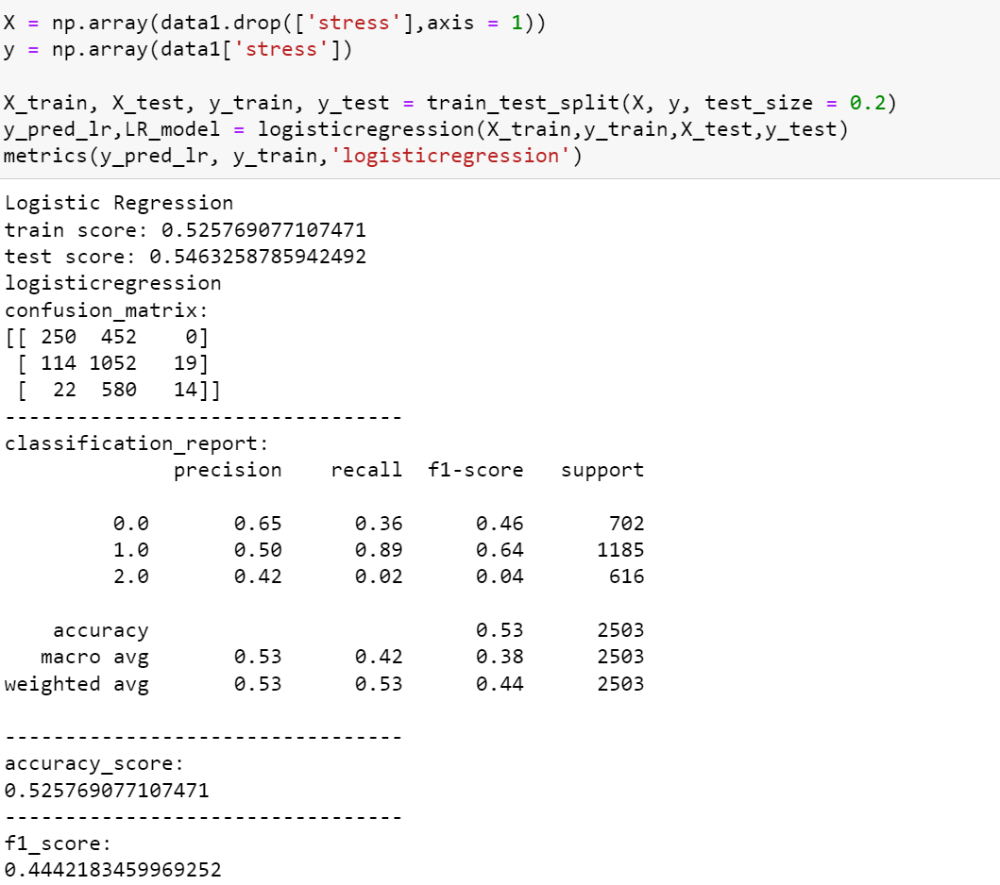 X = np.array(data1.drop(['stress'],axis = 1))
y = np.array(data1['stress'])
X_train, X_test, y_train, y_test = train_test_split(X, y, test_size = 0.2)
y_pred_lr,LR_model = logisticregression(X_train,y_train,X_test,y_test)
metrics(y_pred_lr, y_train,'logisticregression')
Logistic Regression
train score: 0.525769077107471
test score: 0.5463258785942492
logisticregression
confusion_matrix:
[[ 250  452    0]
 [ 114 1052   19]
 [  22  580   14]]
---------------------------------
classification_report:
              precision    recall  f1-score   support
         0.0       0.65      0.36      0.46       702
         1.0       0.50      0.89      0.64      1185
         2.0       0.42      0.02      0.04       616
    accuracy                           0.53      2503
   macro avg       0.53      0.42      0.38      2503
weighted avg       0.53      0.53      0.44      2503
---------------------------------
accuracy_score:
0.525769077107471
---------------------------------
f1_score:
0.4442183459969252